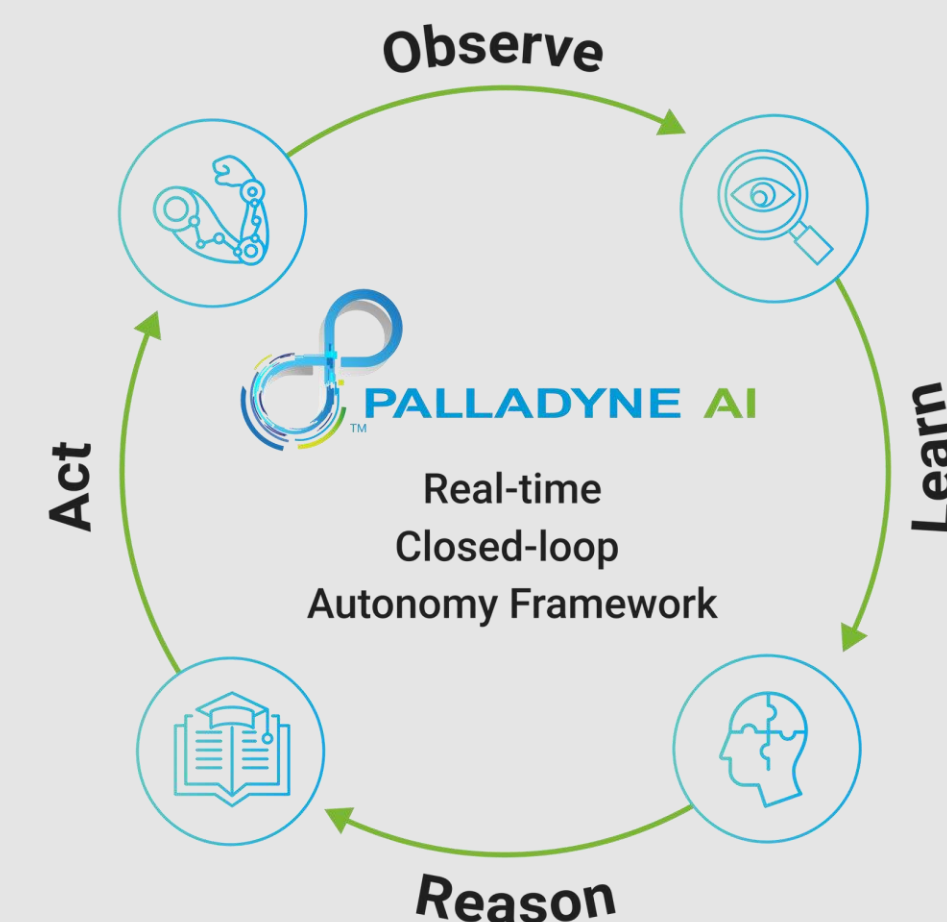 Observe
PALLADYNE AI
TM
Real-time
Closed-loop
Autonomy Framework
Learn
Reason
Act